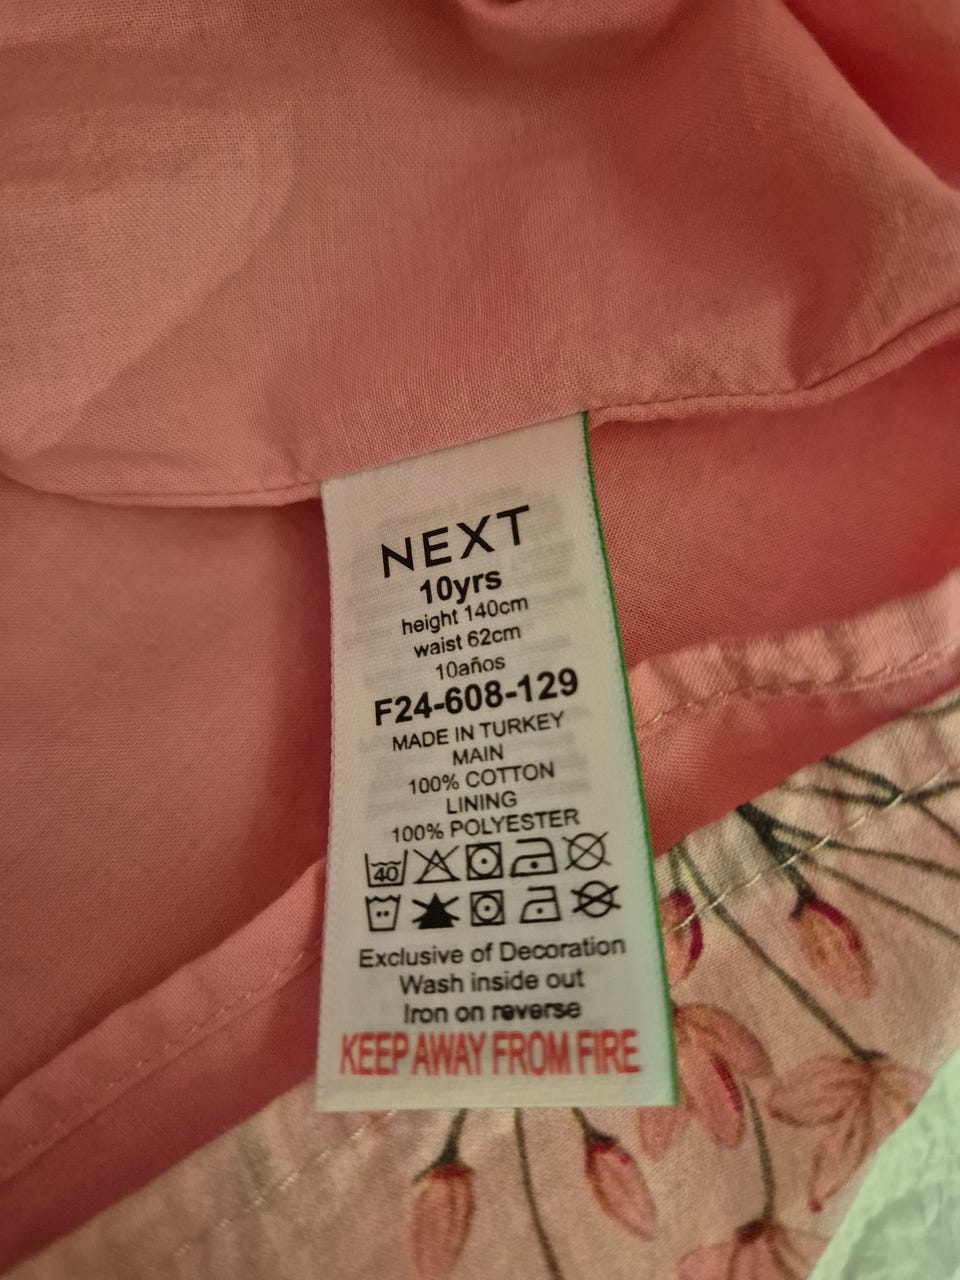 NEXT
10yrs
height 140cm
waist 62cm
10años
F24-608-129
MADE IN TURKEY
MAIN
100% COTTON
LINING
100% POLYESTER
40
Exclusive of Decoration
Wash inside out
Iron on reverse
KEEP AWAY FROM FIRE